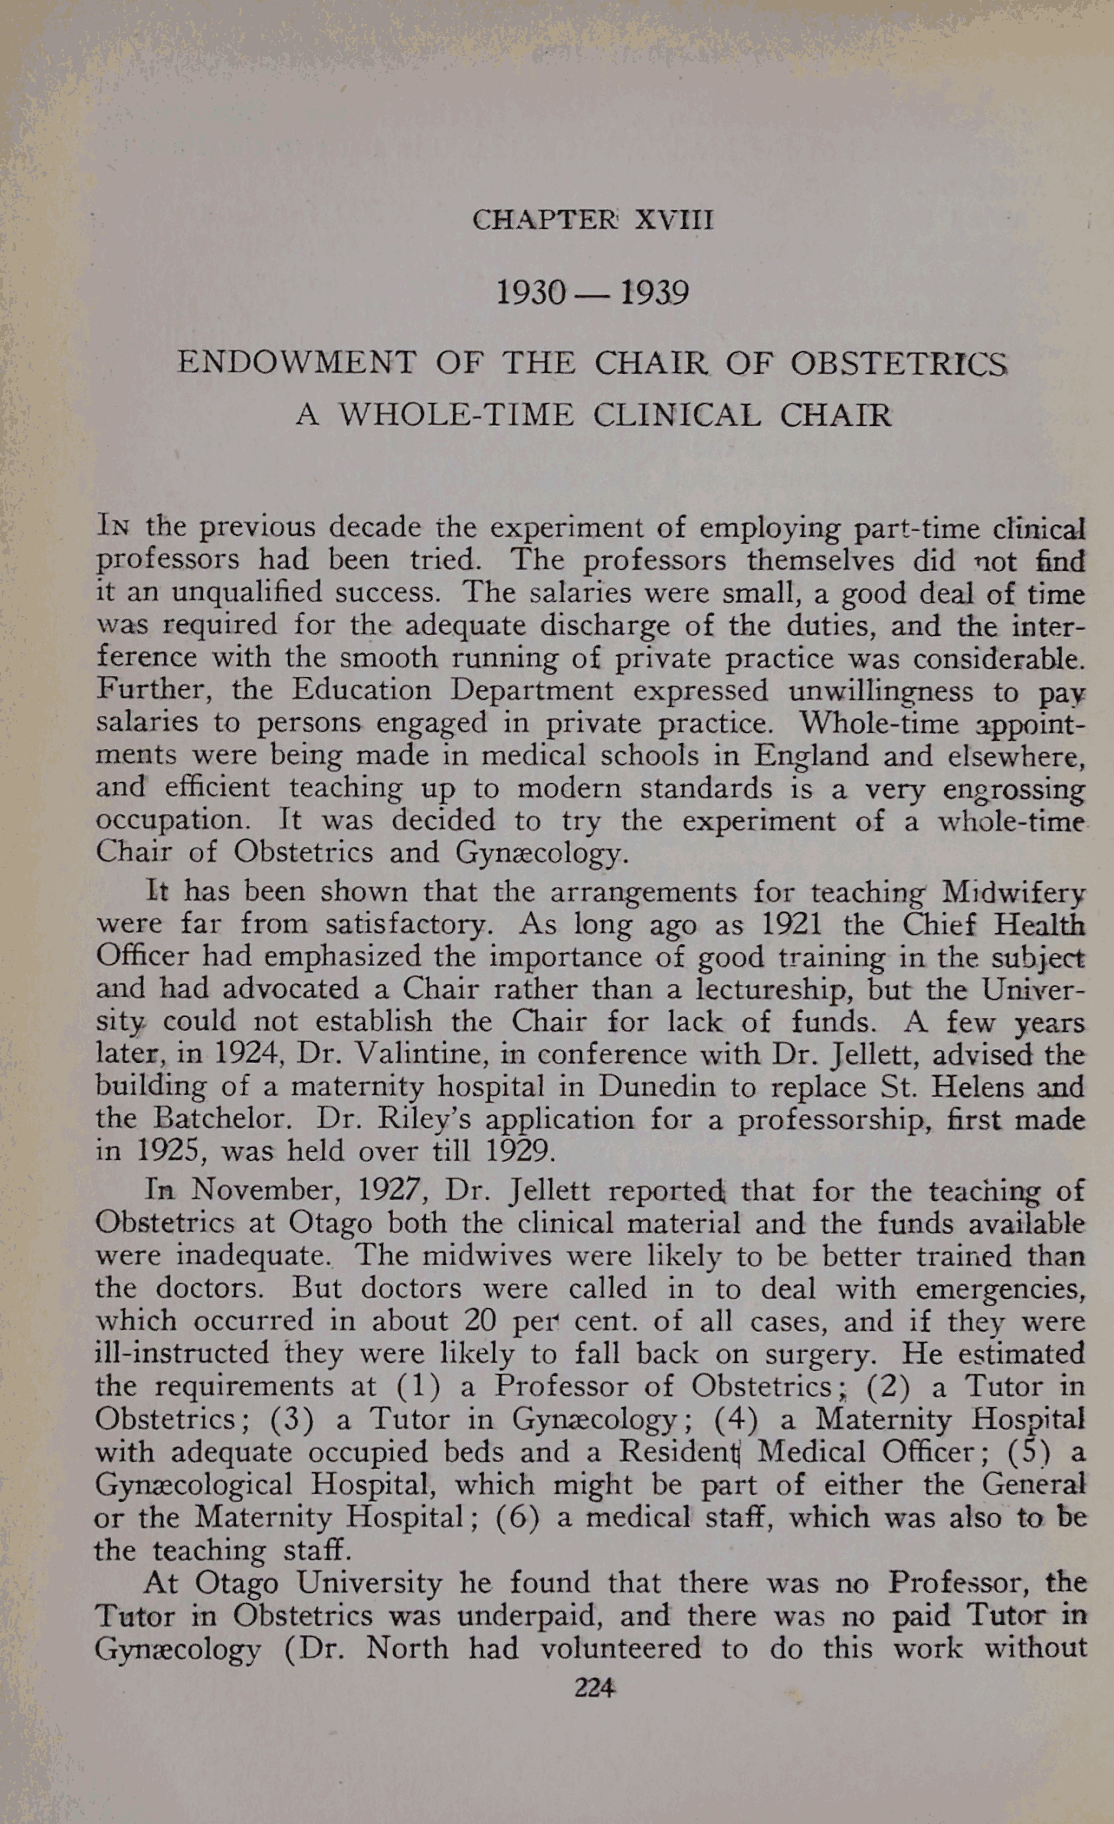 CHAPTER XVIII
1930 — 1939
ENDOWMENT OF THE CHAIR OF OBSTETRICS
A WHOLE-TIME CLINICAL CHAIR
IN the previous decade the experiment of employing part-time clinical
professors had been tried. The professors themselves did not find
it an unqualified success. The salaries were small, a good deal of time
was required for the adequate discharge of the duties, and the inter-
ference with the smooth running of private practice was considerable.
Further, the Education Department expressed unwillingness to pay
salaries to persons engaged in private practice. Whole-time appoint-
ments were being made in medical schools in England and elsewhere,
and efficient teaching up to modern standards is a very engrossing
occupation. It was decided to try the experiment of a whole-time
Chair of Obstetrics and Gynæcology.
It has been shown that the arrangements for teaching Midwifery
were far from satisfactory. As long ago as 1921 the Chief Health
Officer had emphasized the importance of good training in the subject
and had advocated a Chair rather than a lectureship, but the Univer-
sity could not establish the Chair for lack of funds. A few years
later, in 1924, Dr. Valintine, in conference with Dr. Jellett, advised the
building of a maternity hospital in Dunedin to replace St. Helens and
the Batchelor. Dr. Riley's application for a professorship, first made
in 1925, was held over till 1929.
In November, 1927, Dr. Jellett reported that for the teaching of
Obstetrics at Otago both the clinical material and the funds available
were inadequate. The midwives were likely to be better trained than
the doctors. But doctors were called in to deal with emergencies,
which occurred in about 20 per cent. of all cases, and if they were
ill-instructed they were likely to fall back on surgery. He estimated
the requirements at (1) a Professor of Obstetrics; (2) a Tutor in
Obstetrics; (3) a Tutor in Gynæcology; (4) a Maternity Hospital
with adequate occupied beds and a Resident Medical Officer; (5) a
Gynæcological Hospital, which might be part of either the General
or the Maternity Hospital; (6) a medical staff, which was also to be
the teaching staff.
At Otago University he found that there was no Professor, the
Tutor in Obstetrics was underpaid, and there was no paid Tutor in
Gynæcology (Dr. North had volunteered to do this work without
224